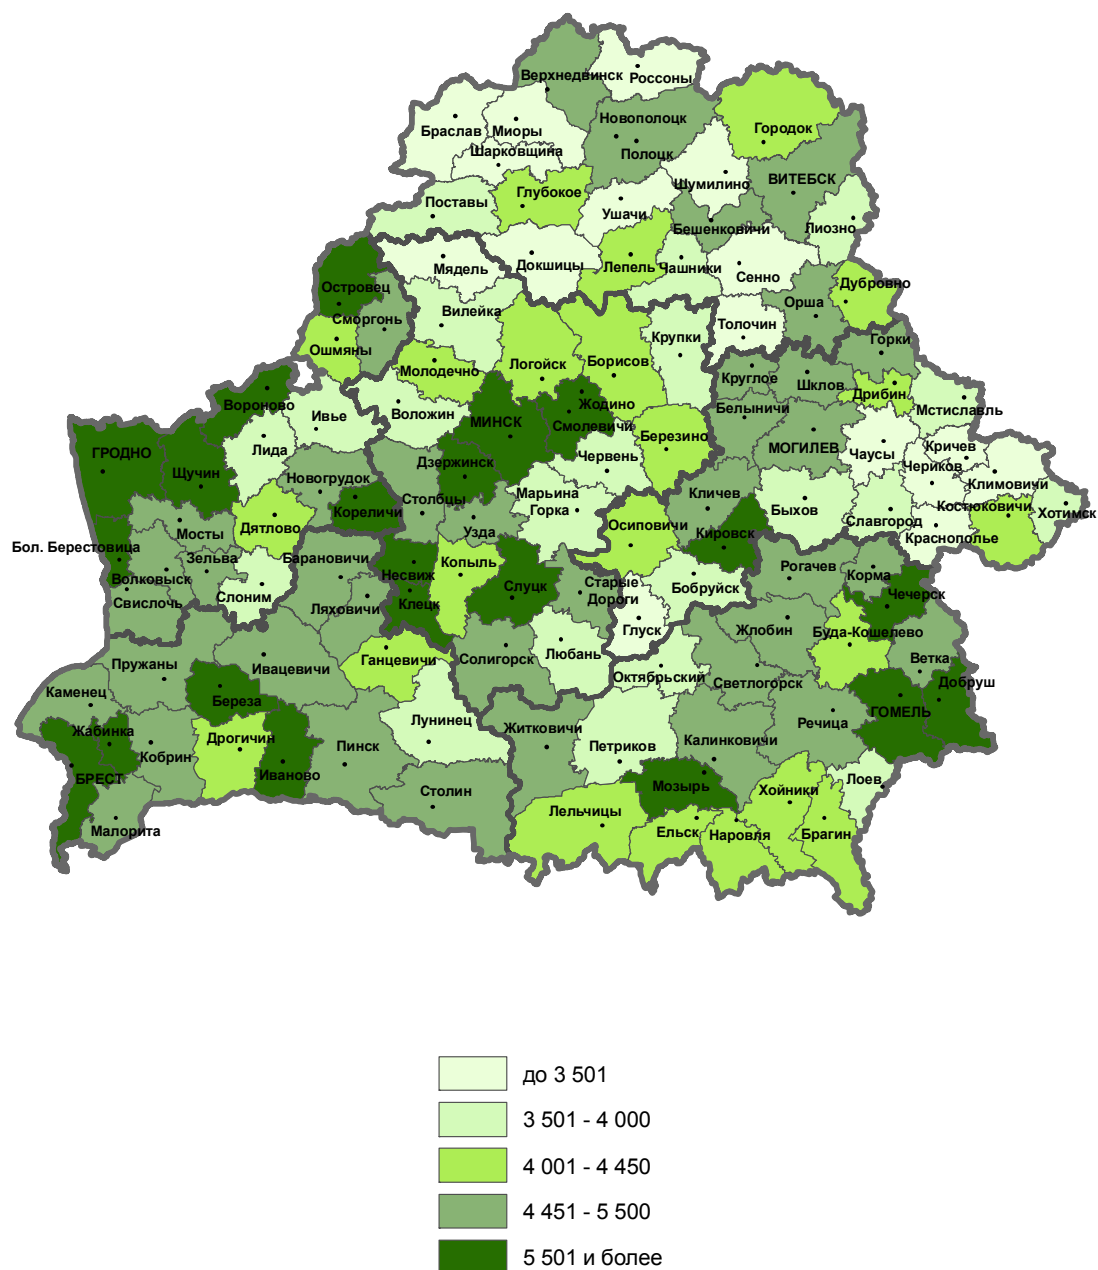 Верхнедвинск
Россоны
Браслав
Миоры
Новополоцк
Городок
Шарковщина
Полоцк
Шумилино
ВИТЕБСК
Поставы
Глубокое
Ушачи
Бешенковичи
Лиозно
Мядель
Докшицы
Лепель
Чашники
Сенно
Островец
Дубровно
Сморгонь
Вилейка
Орша
Ошмяны
Толочин
Крупки
Горки
Молодечно
Логойск
Борисов
Круглое
Шклов
Дрибин
Вороново
Ивье
Воложин
МИНСК
Жодино
Смолевичи
Белыничи
Мстиславль
ГРОДНО
Щучин
Лида
Березино
МОГИЛЕВ
Чаусы
Кричев
Дзержинск
Червень
Чериков
Новогрудок
Климовичи
Столбцы
Марьина
Горка
Кличев
Быхов
Костюковичи
Кореличи
Славгород
Хотимск
Мосты
Дятлово
Узда
Осиповичи
Кировск
Краснополье
Бол. Берестовица
Зельва
Барановичи
Волковыск
Несвиж
Копыль
Слуцк
Старые
Дороги
Бобруйск
Рогачев
Корма
Чечерск
Свислочь
Слоним
Ляховичи
Клецк
Глуск
Жлобин
Буда-Кошелево
Пружаны
Ивацевичи
Ганцевичи
Солигорск
Любань
Октябрьский
Светлогорск
Ветка
Добруш
Каменец
Береза
Лунинец
ГОМЕЛЬ
Жабинка
Дрогичин
Пинск
Житковичи
Петриков
Калинковичи
Речица
Кобрин
БРЕСТ
Иваново
Столин
Мозырь
Хойники
Лоев
Малорита
Лельчицы
Ельск
Наровля
Брагин
до 3 501
3 501 - 4 000
4 001 - 4 450
4 451 - 5 500
5 501 и более